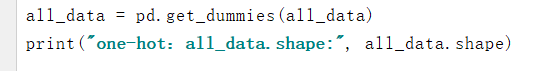 all_data = pd.get_dummies(all_data)
print("one-hot: all_data.shape:", all_data.shape)